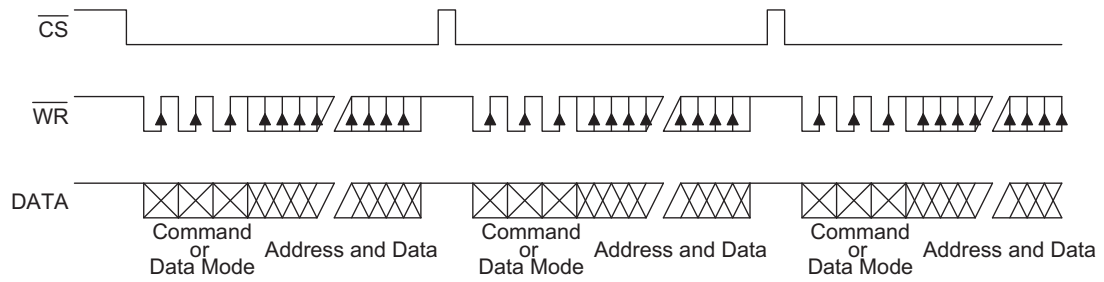 CS
WR
DATA
Command
or
Data Mode
Address and Data
Command
or
Data Mode
Address and Data
Command
or
Data Mode
Address and Data